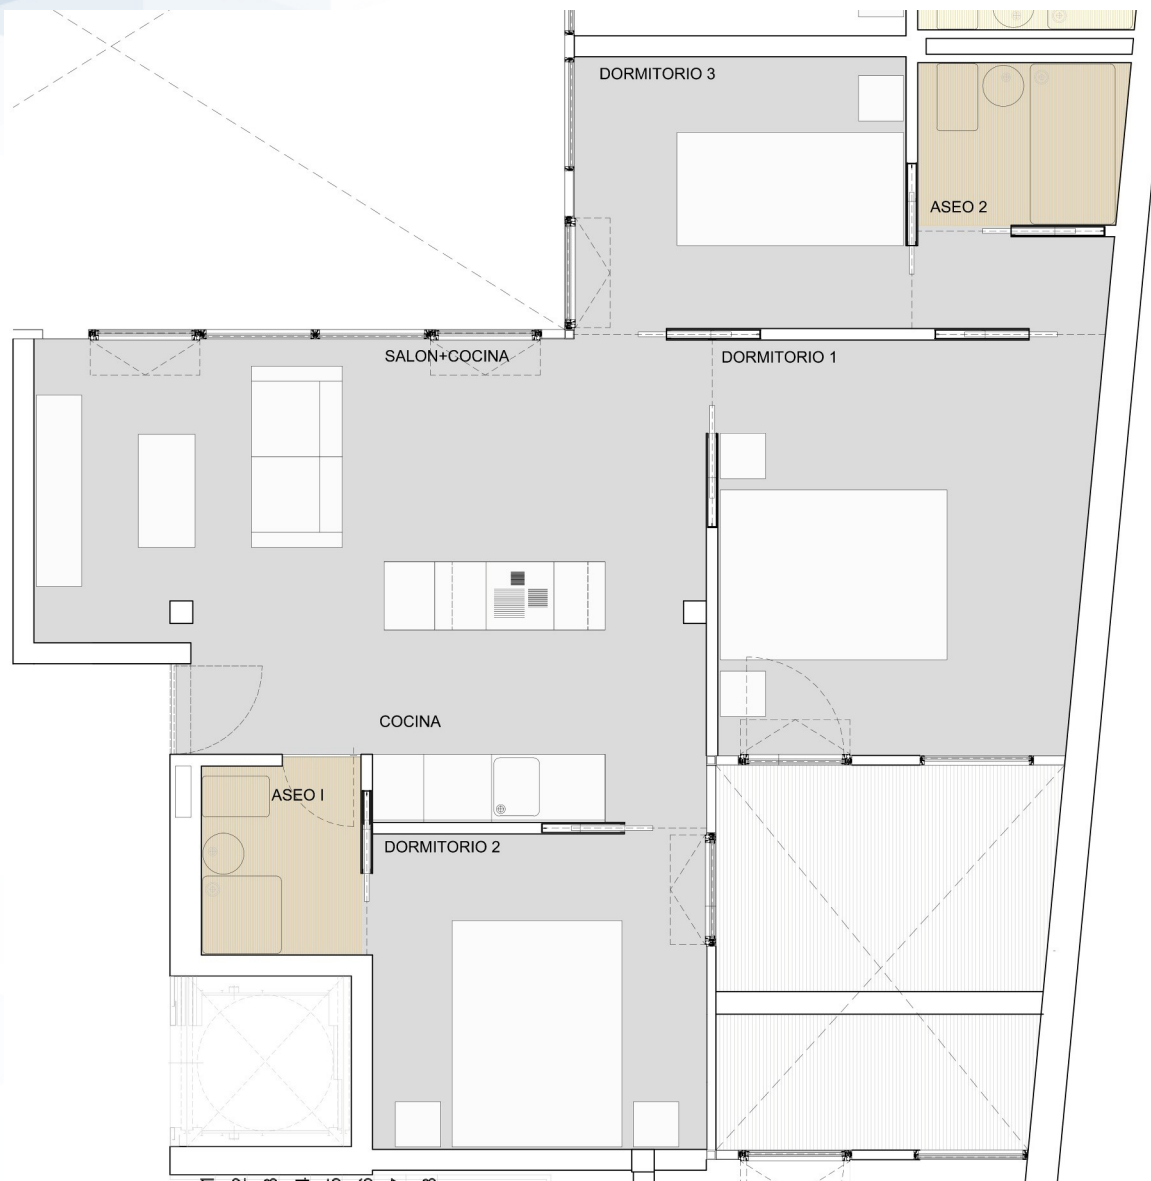 DORMITORIO 3
ASEO 2
SALON+COCINA
DORMITORIO 1
COCINA
ASEO I
DORMITORIO 2